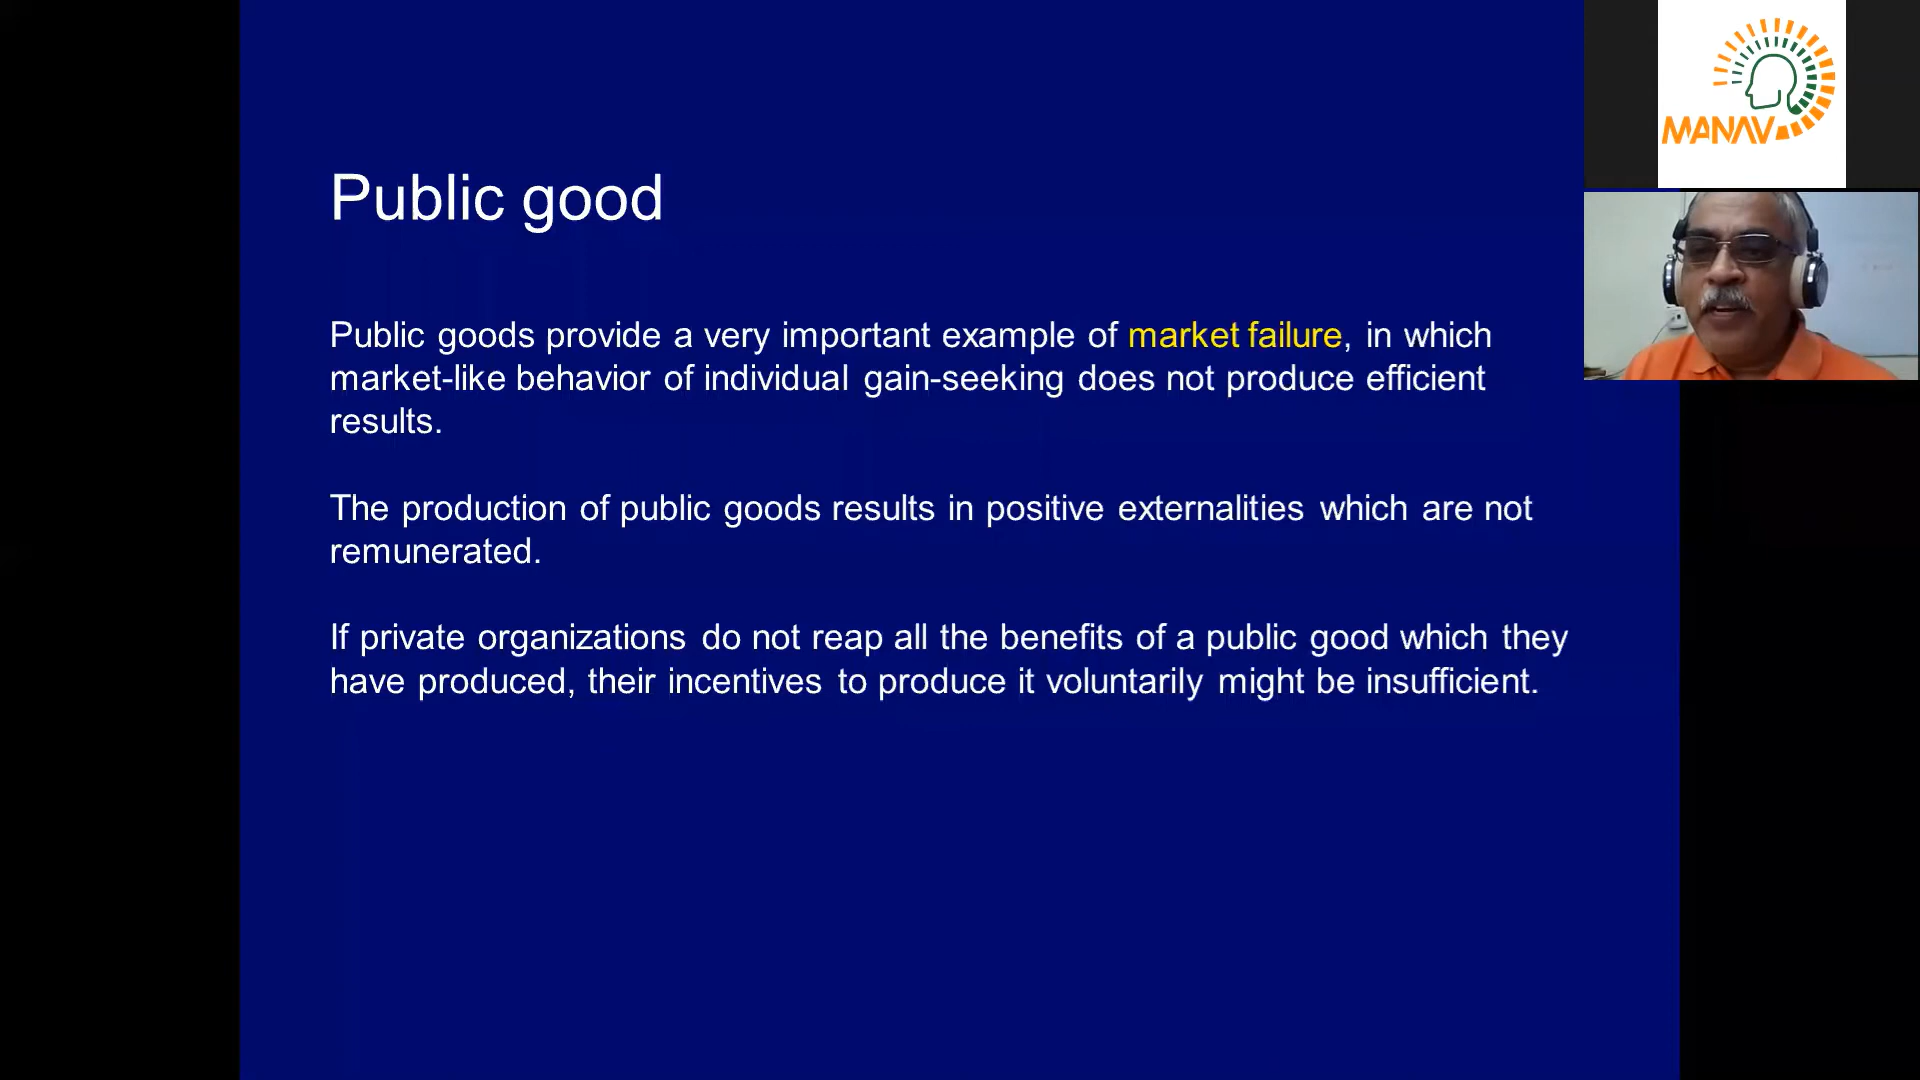 Public good
Public goods provide a very important example of market failure, in which
market-like behavior of individual gain-seeking does not produce efficient
results.
The production of public goods results in positive externalities which are not
remunerated.
If private organizations do not reap all the benefits of a public good which they
have produced, their incentives to produce it voluntarily might be insufficient.
MANAV